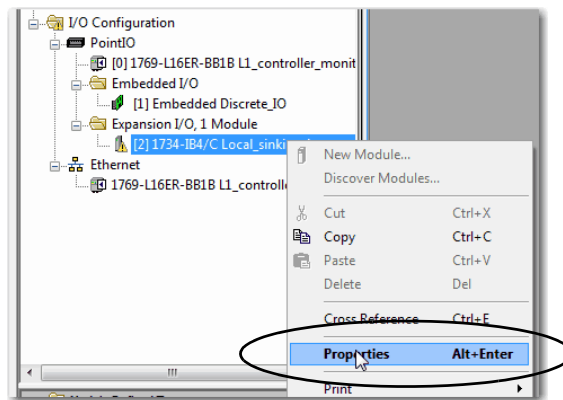 I/O Configuration
PointIO
[0] 1769-L16ER-BB1B L1_controller_monit
Embedded I/O
[1] Embedded Discrete_IO
Expansion I/O, 1 Module
[2] 1734-IB4/C
Ethernet
1769-L16ER-BB1B
New Module...
Discover Modules...
Cut Ctrl+X
Copy Ctrl+C
Paste Ctrl+V
Delete Del
Cross Reference Ctrl+E
Properties Alt+Enter
Print